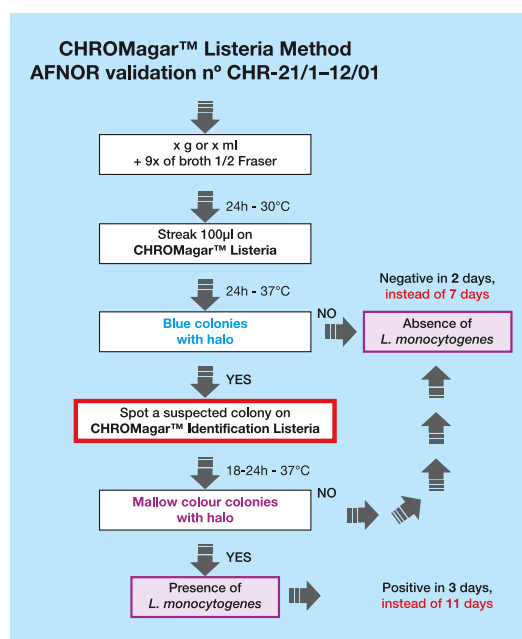 CHROMagar™ Listeria Method
AFNOR validation nº CHR-21/1–12/01
x g or x ml
+ 9x of broth 1/2 Fraser
24h - 30°C
Streak 100µl on
CHROMagar™ Listeria
24h - 37°C
Negative in 2 days,
instead of 7 days
Blue colonies
with halo
NO
Absence of
L. monocytogenes
YES
Spot a suspected colony on
CHROMagar™ Identification Listeria
18-24h - 37°C
Mallow colour colonies
with halo
NO
YES
Presence of
L. monocytogenes
Positive in 3 days,
instead of 11 days